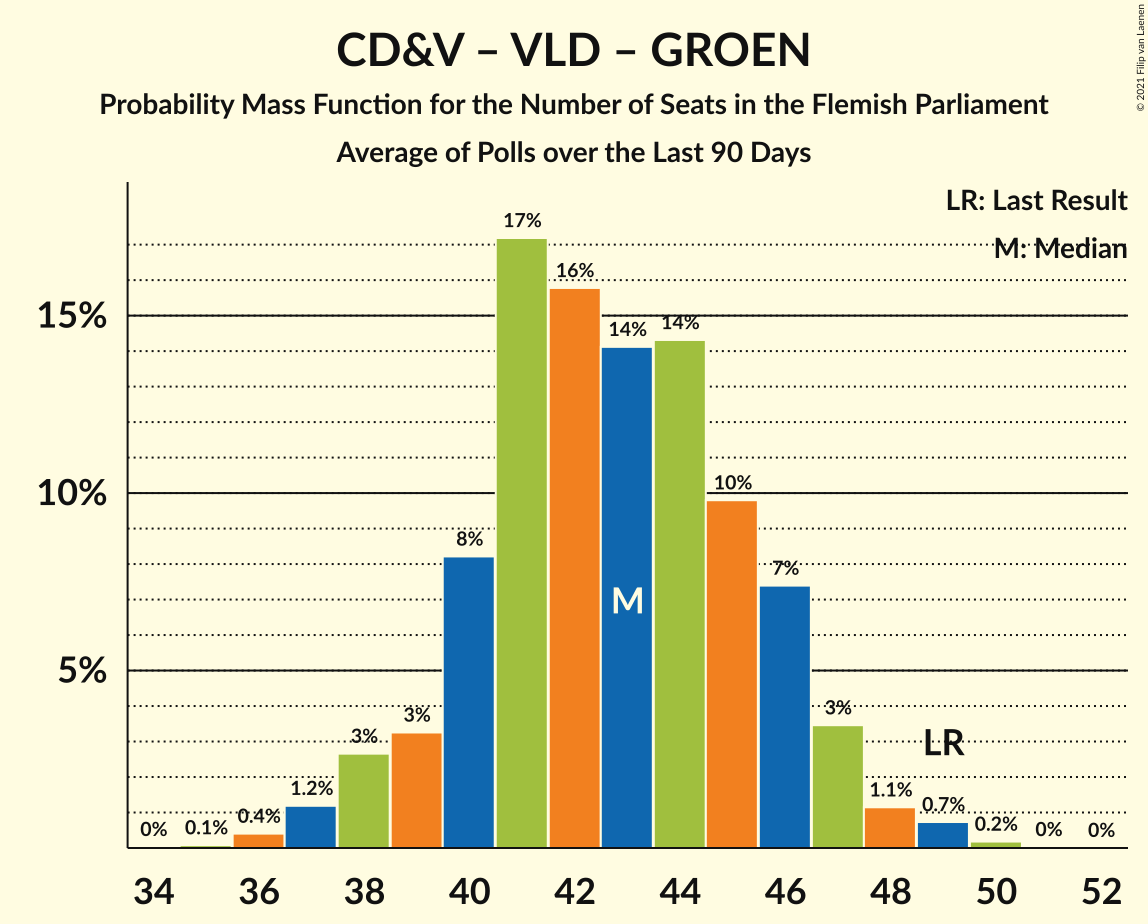 CD&V – VLD – GROEN
Probability Mass Function for the Number of Seats in the Flemish Parliament
Average of Polls over the Last 90 Days
© 2021 Filip van Laenen
LR: Last Result
M: Median
15%
10%
5%
0%
0.1%
0.4%
1.2%
3%
3%
8%
17%
16%
14%
14%
10%
7%
3%
1.1%
0.7%
0.2%
0%
0%
M
LR
34 36 38 40 42 44 46 48 50 52